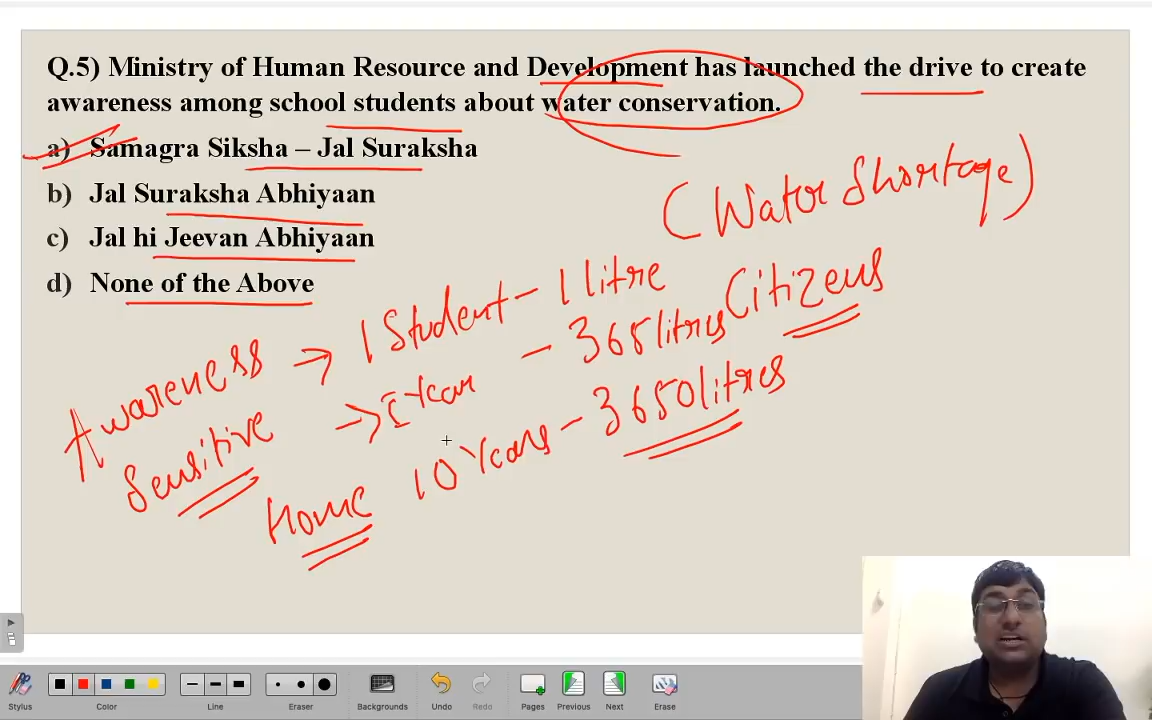 Q.5) Ministry of Human Resource and Development has launched the drive to create
awareness among school students about water conservation.
a) Samagra Siksha – Jal Suraksha
b) Jal Suraksha Abhiyaan
c) Jal hi Jeevan Abhiyaan
d) None of the Above
(Water Shortage)
Citizens
Awareness → 1 Student - 1 litre
Sensitive → 1 Year - 365 litres
Home 10 Years - 3650 litres
Stylus Color Line Eraser Backgrounds Undo Redo Pages Previous Next Erase